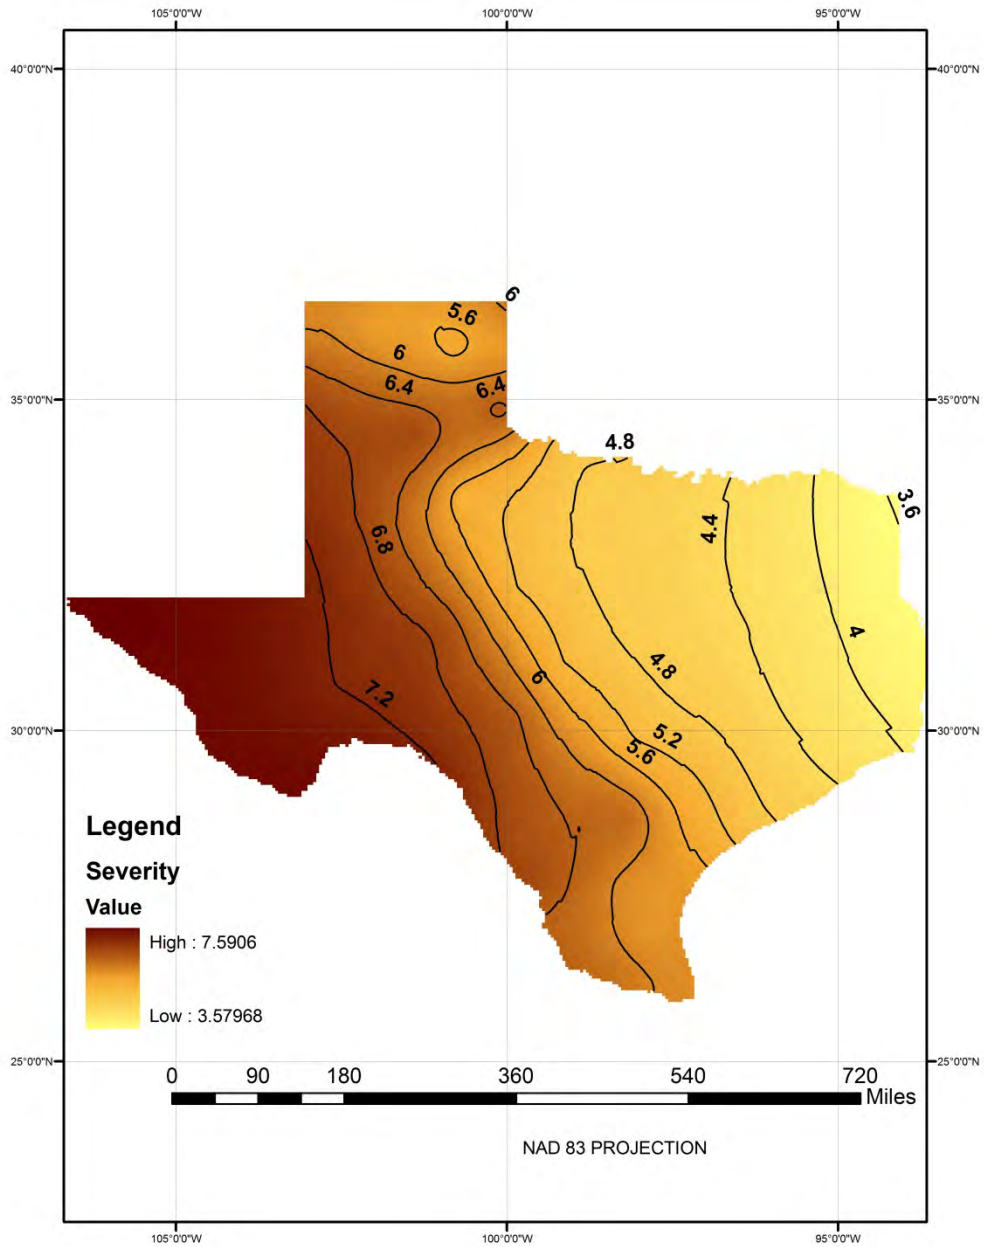 105°0'0"W 100°0'0"W 95°0'0"W
40°0'0"N 40°0'0"N
6
5.6
6
6.4 6.4
35°0'0"N 35°0'0"N
4.8
3.6
4.4
6.8
4
4.8
6
7.2
30°0'0"N 30°0'0"N
5.2
5.6
Legend
Severity
Value
High : 7.5906
Low : 3.57968
25°0'0"N 25°0'0"N
0 90 180 360 540 720
Miles
NAD 83 PROJECTION
105°0'0"W 100°0'0"W 95°0'0"W